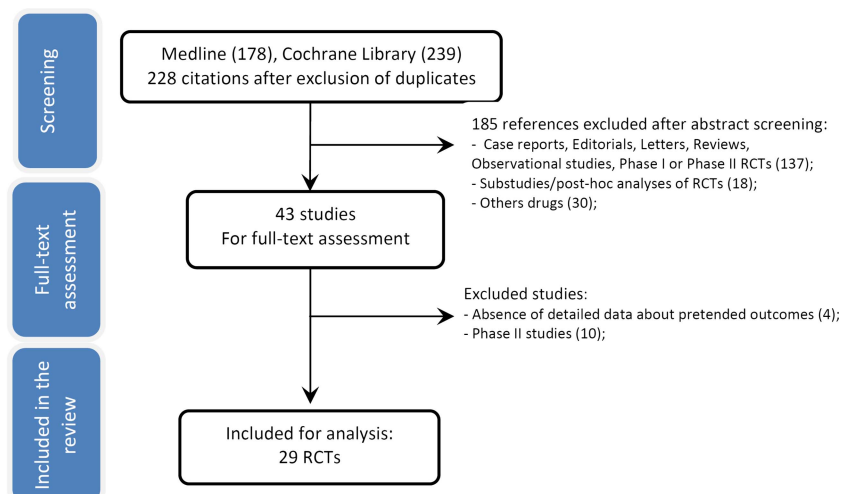 Screening
Medline (178), Cochrane Library (239)
228 citations after exclusion of duplicates
185 references excluded after abstract screening:
- Case reports, Editorials, Letters, Reviews,
Observational studies, Phase I or Phase II RCTs (137);
- Substudies/post-hoc analyses of RCTs (18);
- Others drugs (30);
Full-text
assessment
43 studies
For full-text assessment
Excluded studies:
- Absence of detailed data about pretended outcomes (4);
- Phase II studies (10);
Included in the
review
Included for analysis:
29 RCTs